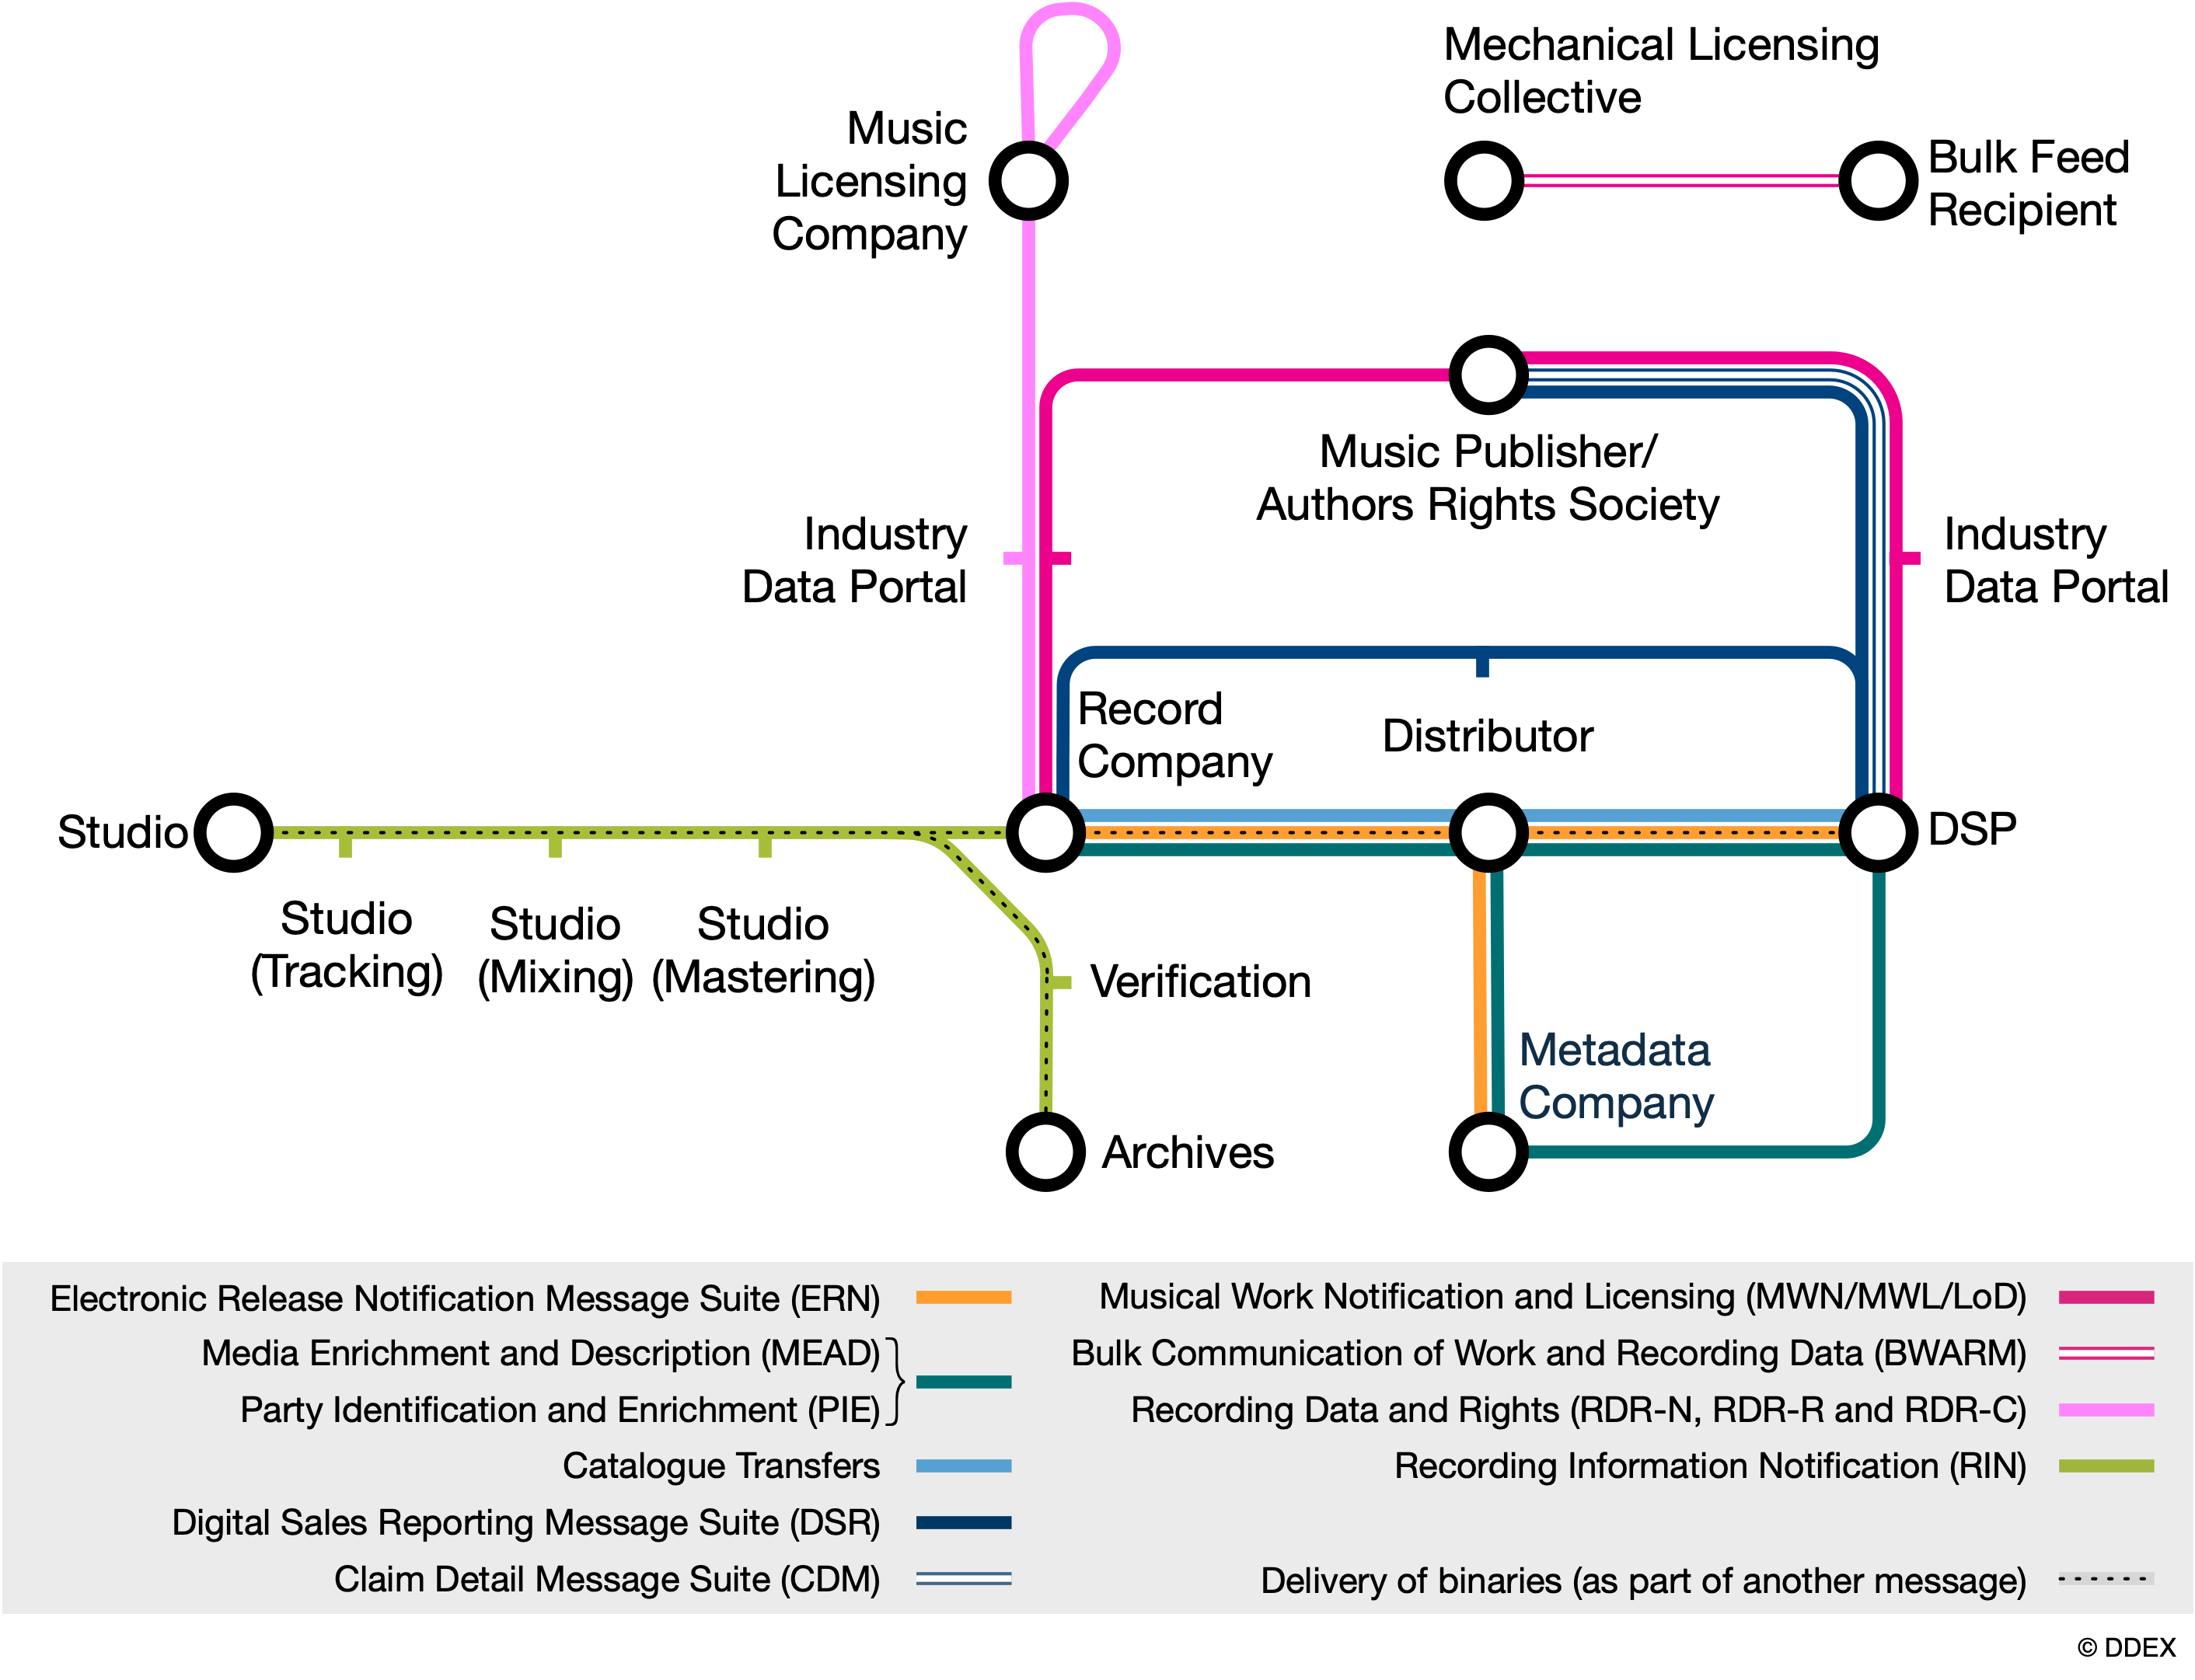 Mechanical Licensing
Collective
Music
Licensing
Company
Bulk Feed
Recipient
Music Publisher/
Authors Rights Society
Industry
Data Portal
Industry
Data Portal
Record
Company
Distributor
Studio
DSP
Studio
(Tracking)
Studio
(Mixing)
Studio
(Mastering)
Verification
Metadata
Company
Archives
Electronic Release Notification Message Suite (ERN)
Media Enrichment and Description (MEAD)
Party Identification and Enrichment (PIE)
Catalogue Transfers
Digital Sales Reporting Message Suite (DSR)
Claim Detail Message Suite (CDM)
Musical Work Notification and Licensing (MWN/MWL/LoD)
Bulk Communication of Work and Recording Data (BWARM)
Recording Data and Rights (RDR-N, RDR-R and RDR-C)
Recording Information Notification (RIN)
Delivery of binaries (as part of another message)
© DDEX